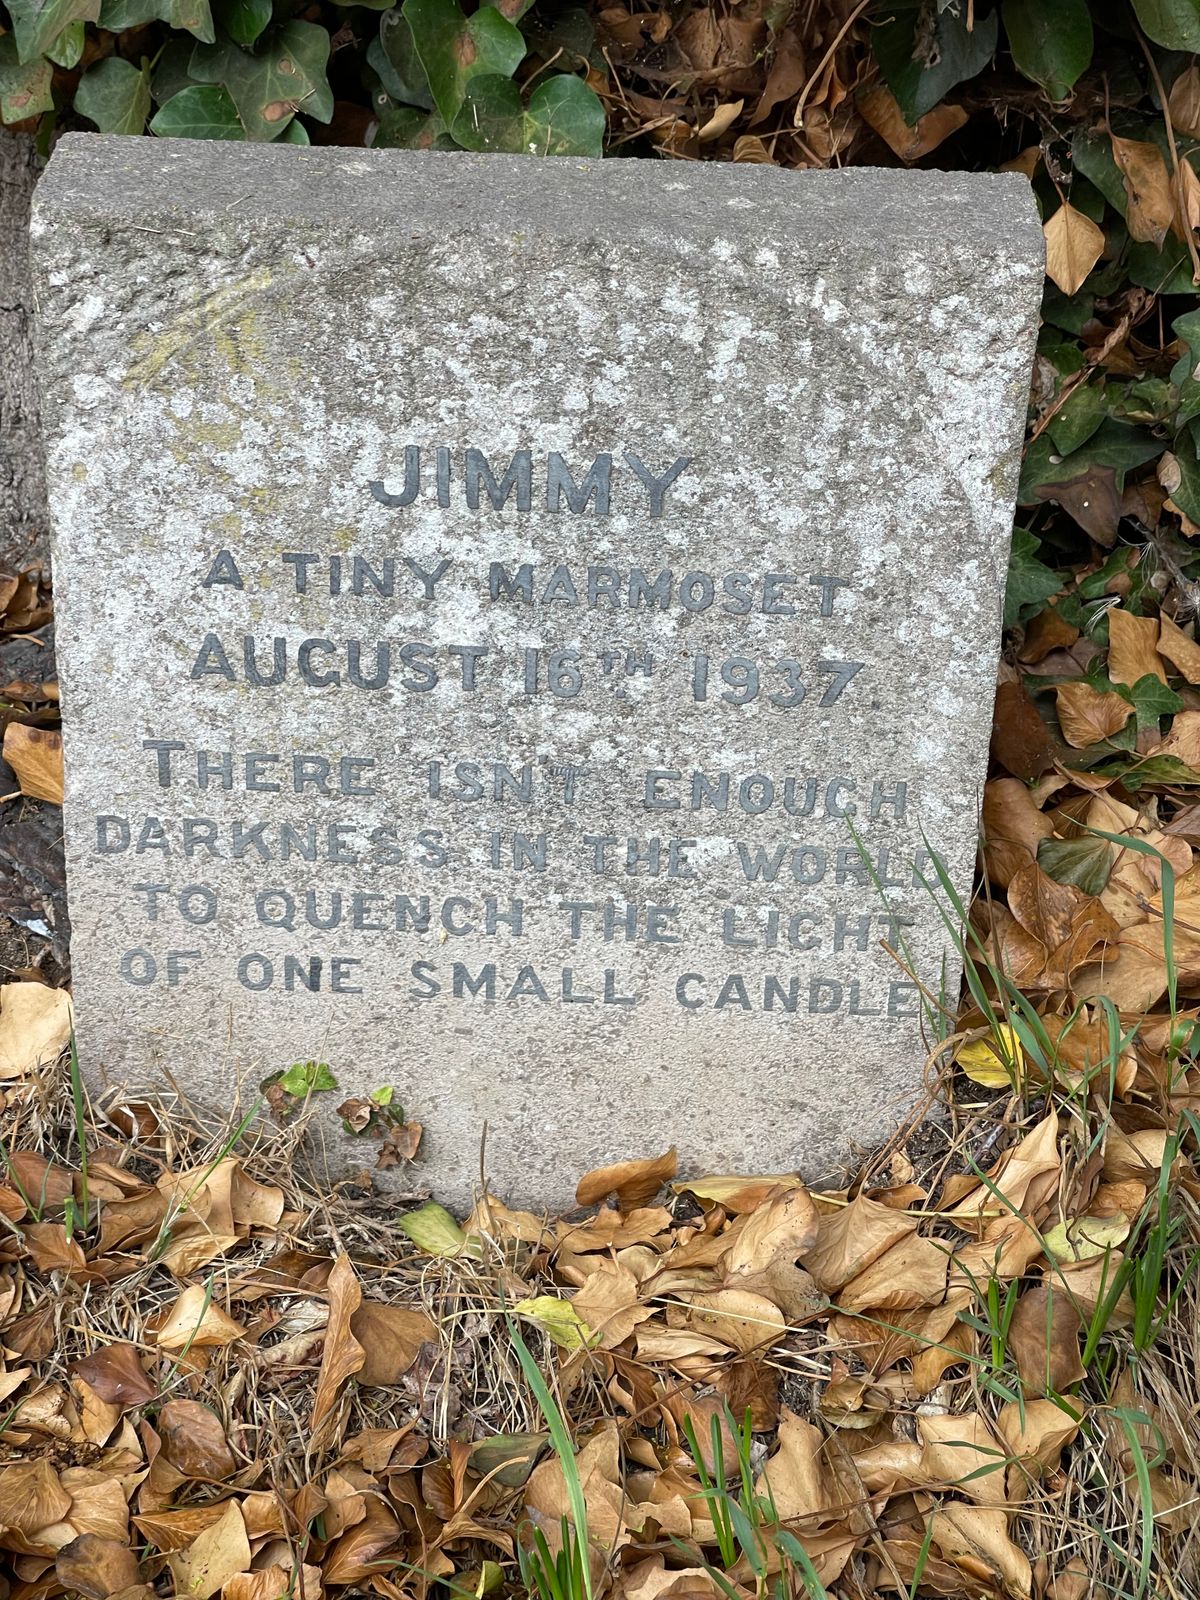 JIMMY
A TINY MARMOSET
AUGUST 16TH 1937.
THERE ISN'T ENOUGH
DARKNESS IN THE WORLD
TO QUENCH THE LIGHT
OF ONE SMALL CANDLE